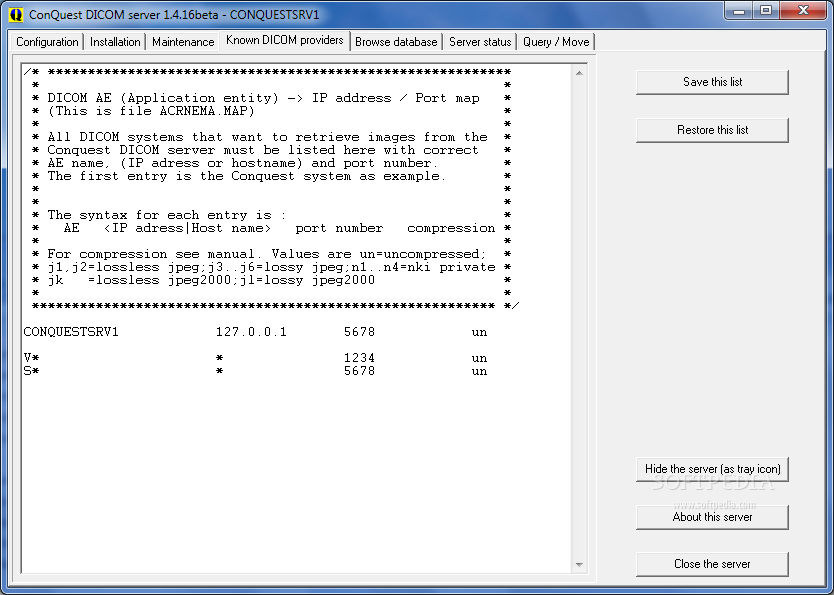 ConQuest DICOM server 1.4.16beta - CONQUESTSRV1
Configuration Installation Maintenance Known DICOM providers Browse database Server status Query / Move
/* **********************************************************
* *
* DICOM AE (Application entity) -> IP address / Port map *
* (This is file ACRNEMA.MAP) *
* *
* All DICOM systems that want to retrieve images from the *
* Conquest DICOM server must be listed here with correct *
* AE name, (IP adress or hostname) and port number. *
* The first entry is the Conquest system as example. *
* *
* *
* The syntax for each entry is : *
* AE <IP adress|Host name> port number compression *
* *
* For compression see manual. Values are un=uncompressed; *
* j1,j2=lossless jpeg;j3..j6=lossy jpeg;n1..n4=nki private *
* jk =lossless jpeg2000;jl=lossy jpeg2000 *
* *
********************************************************** */
CONQUESTSRV1 127.0.0.1 5678 un
V* * 1234 un
S* * 5678 un
Save this list
Restore this list
Hide the server (as tray icon)
SOFTPEDIA
www.softpedia.com
About this server
Close the server